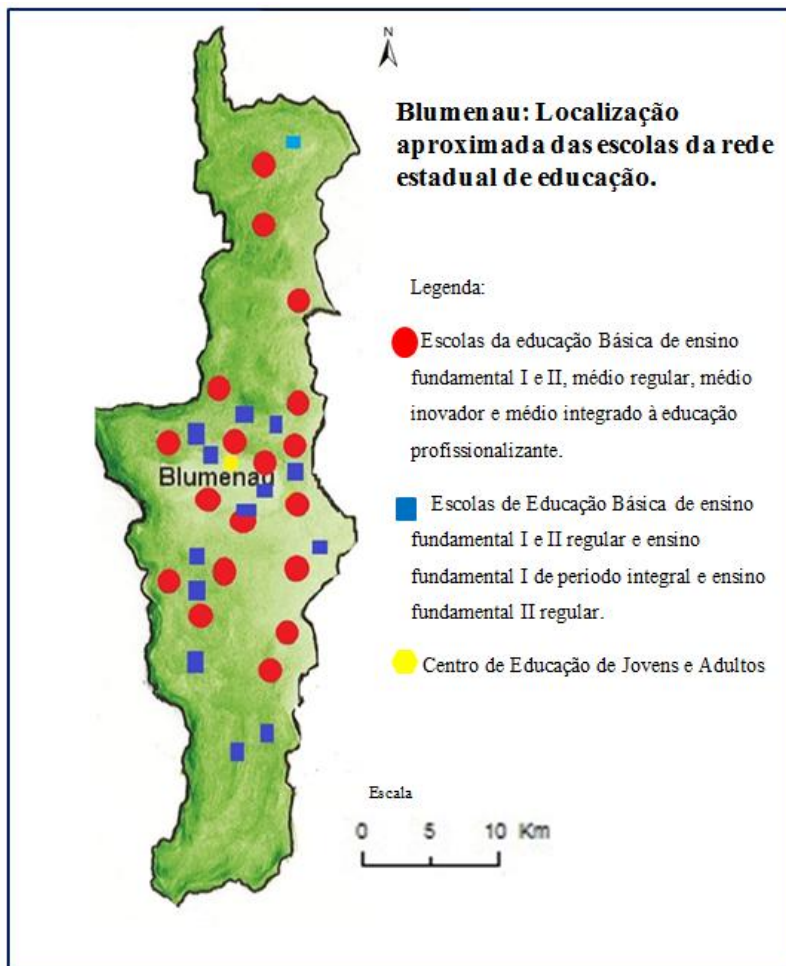 N
Blumenau: Localização
aproximada das escolas da rede
estadual de educação.
Legenda:
Escolas da educação Básica de ensino
fundamental I e II, médio regular, médio
inovador e médio integrado à educação
profissionalizante.
Blumenau
Escolas de Educação Básica de ensino
fundamental I e II regular e ensino
fundamental I de período integral e ensino
fundamental II regular.
Centro de Educação de Jovens e Adultos
Escala
0 5 10 Km